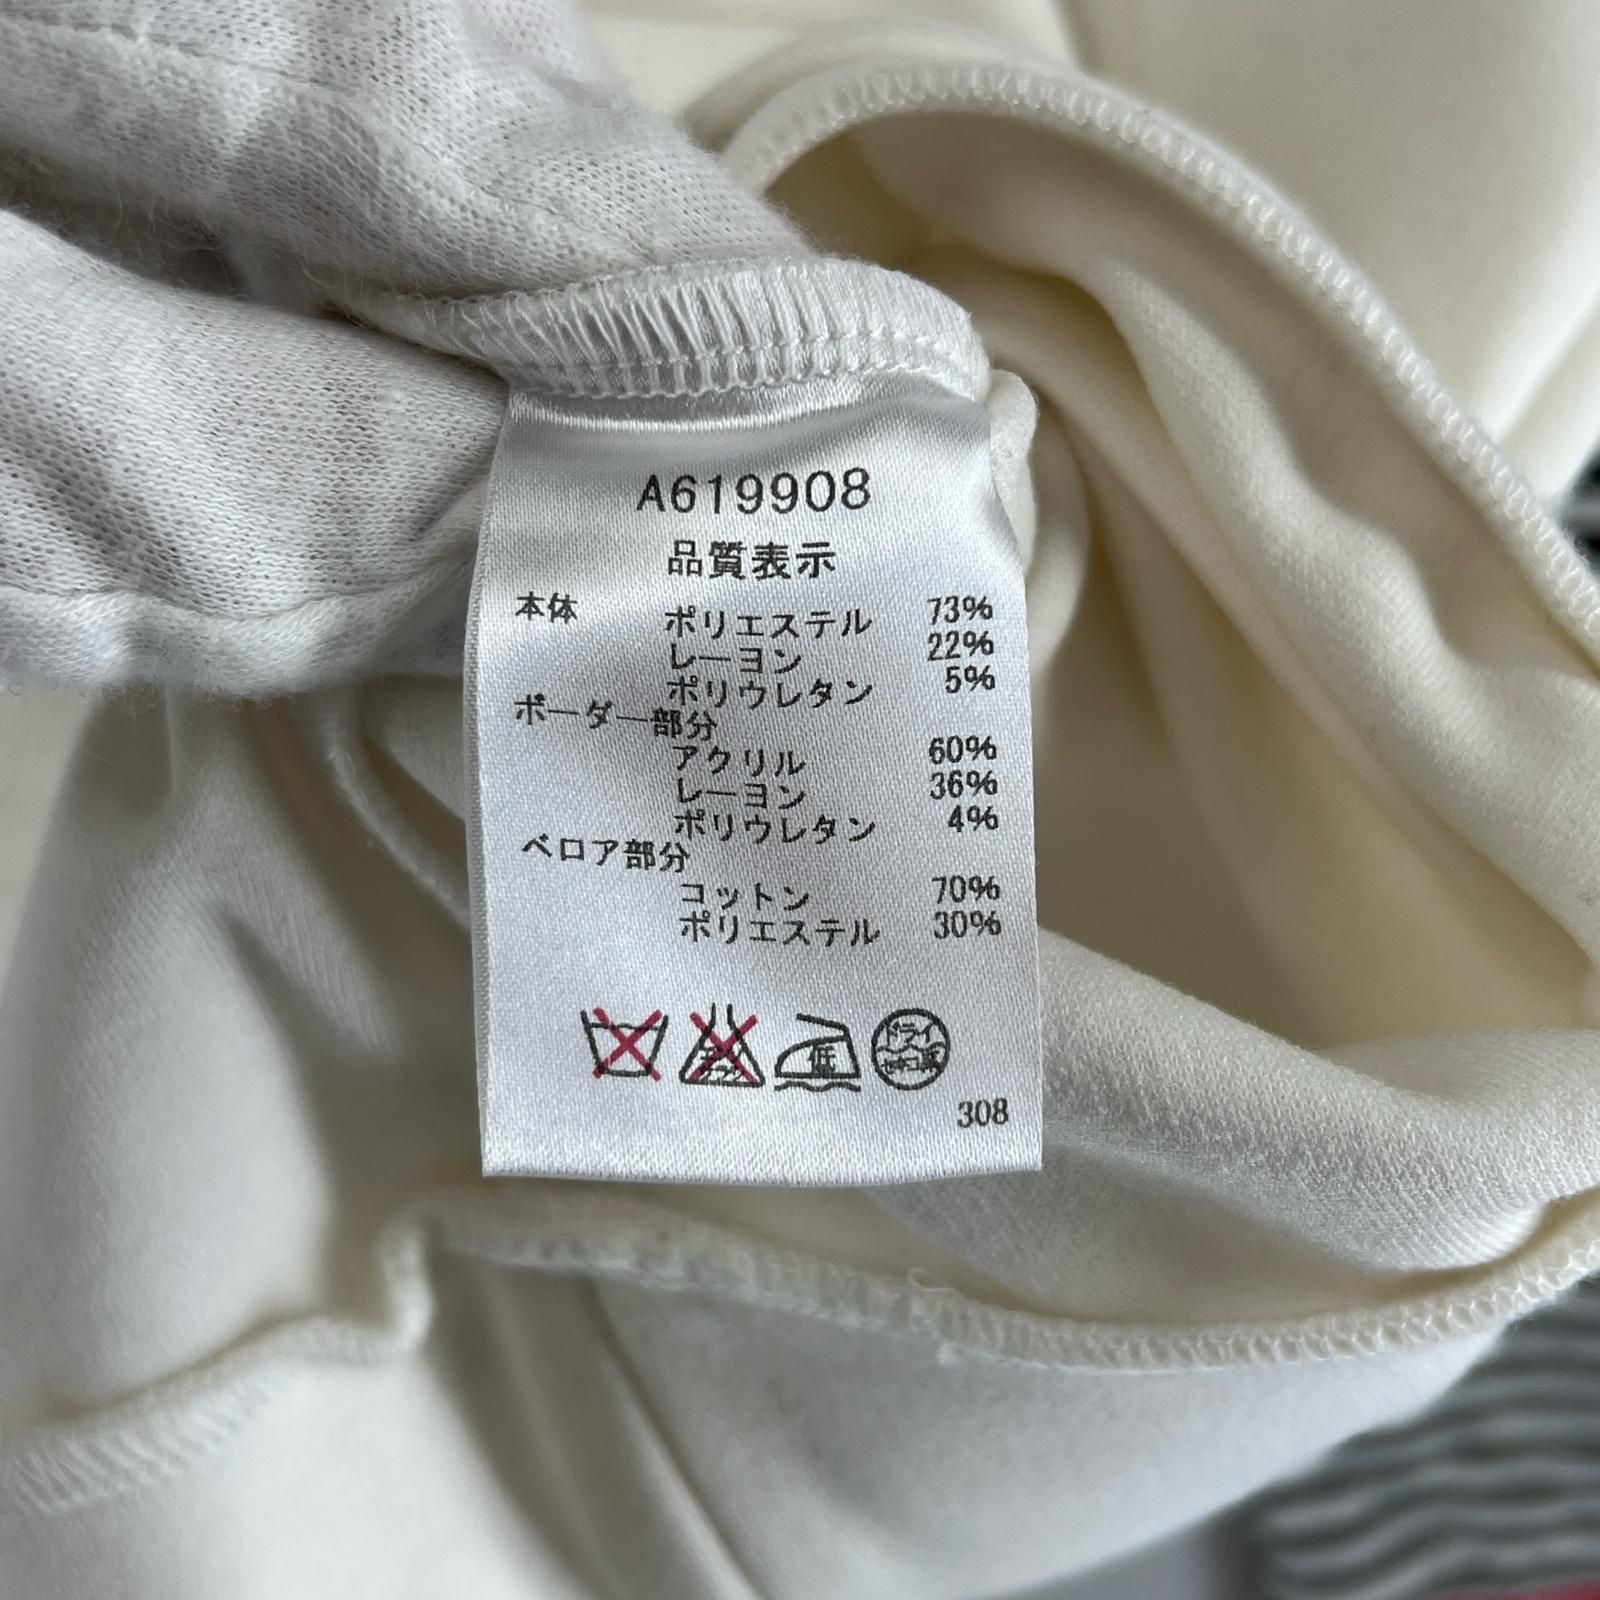 A619908
品質表示
本体 ポリエステル 73%
レーヨン 22%
ポリウレタン 5%
ボーダー部分
アクリル 60%
レーヨン 36%
ポリウレタン 4%
ベロア部分
コットン 70%
ポリエステル 30%
低 ドライ
308